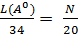 L(A⁰)/34 = N/20